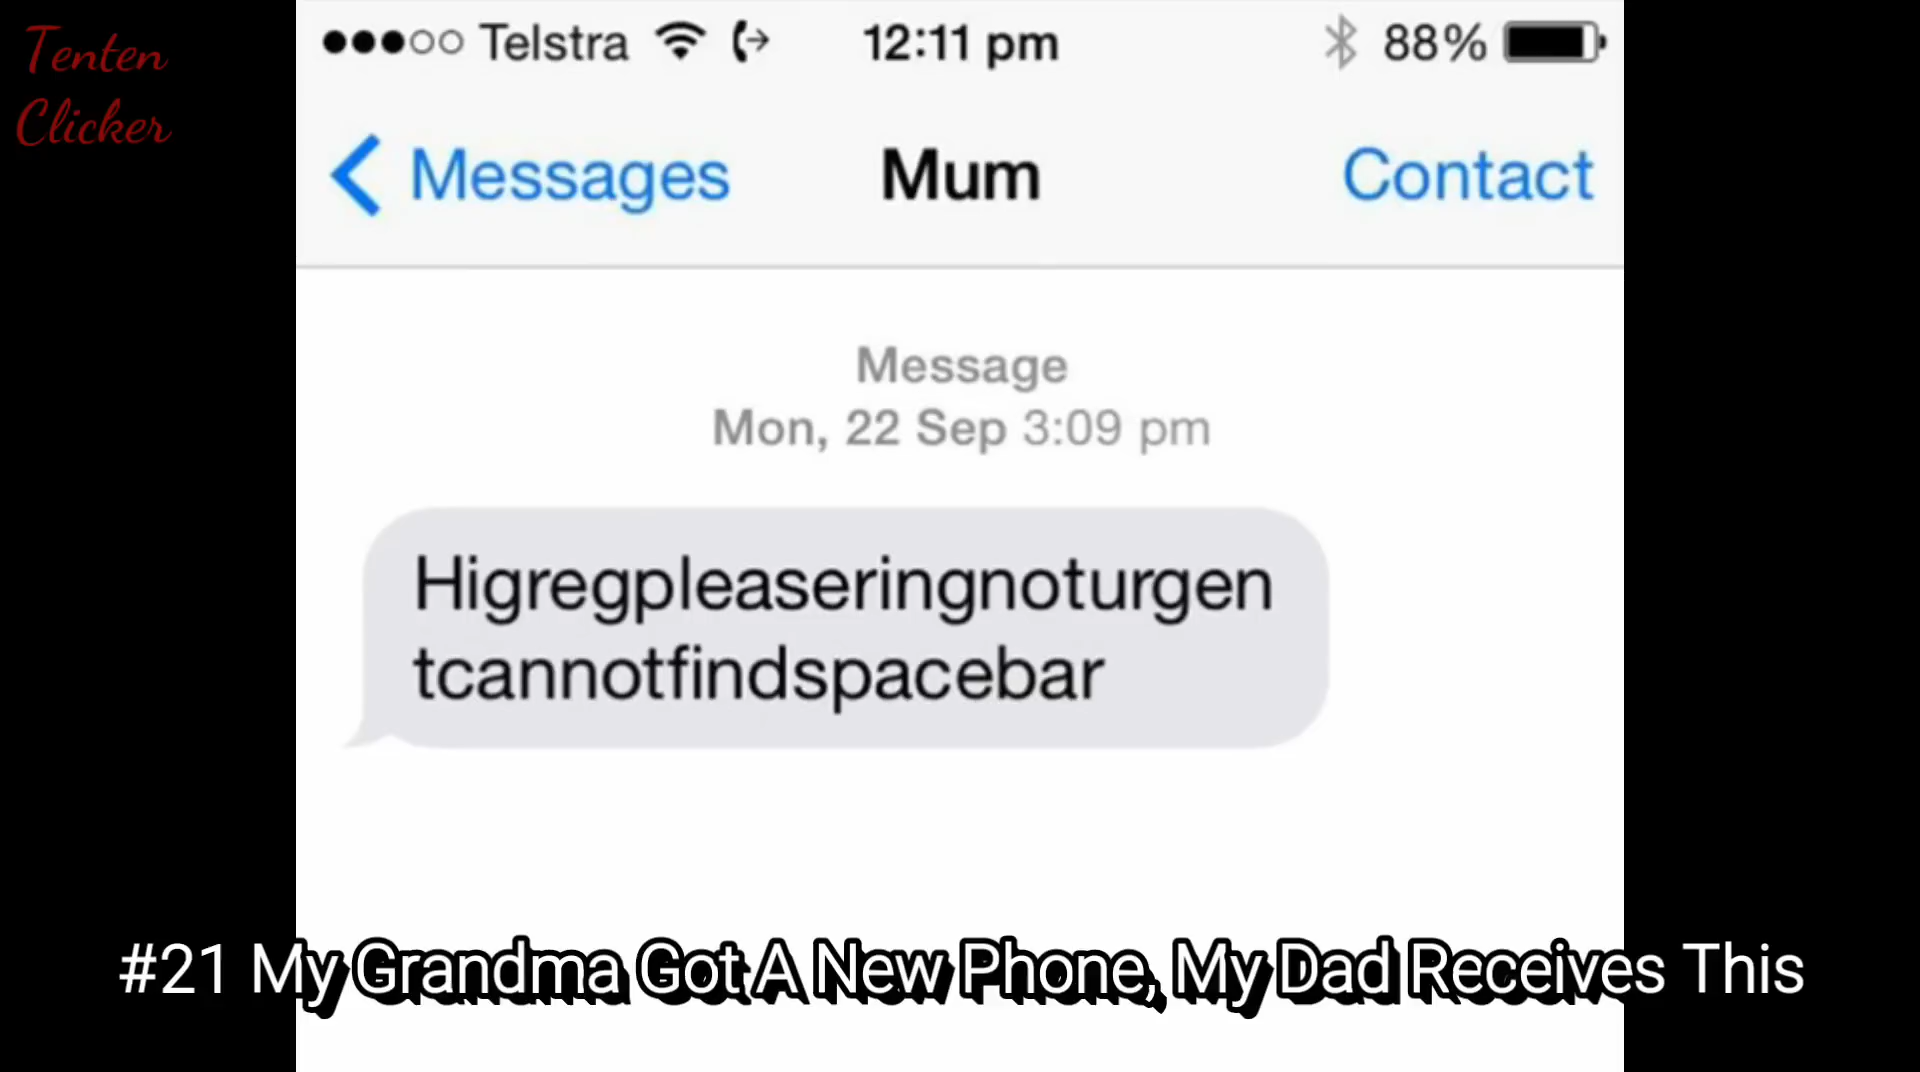 Tenten
Clicker
Telstra 12:11 pm 88%
Messages Mum Contact
Message
Mon, 22 Sep 3:09 pm
Higregpleaseringnoturgen
tcannotfindspacebar
#21 My Grandma Got A New Phone, My Dad Receives This